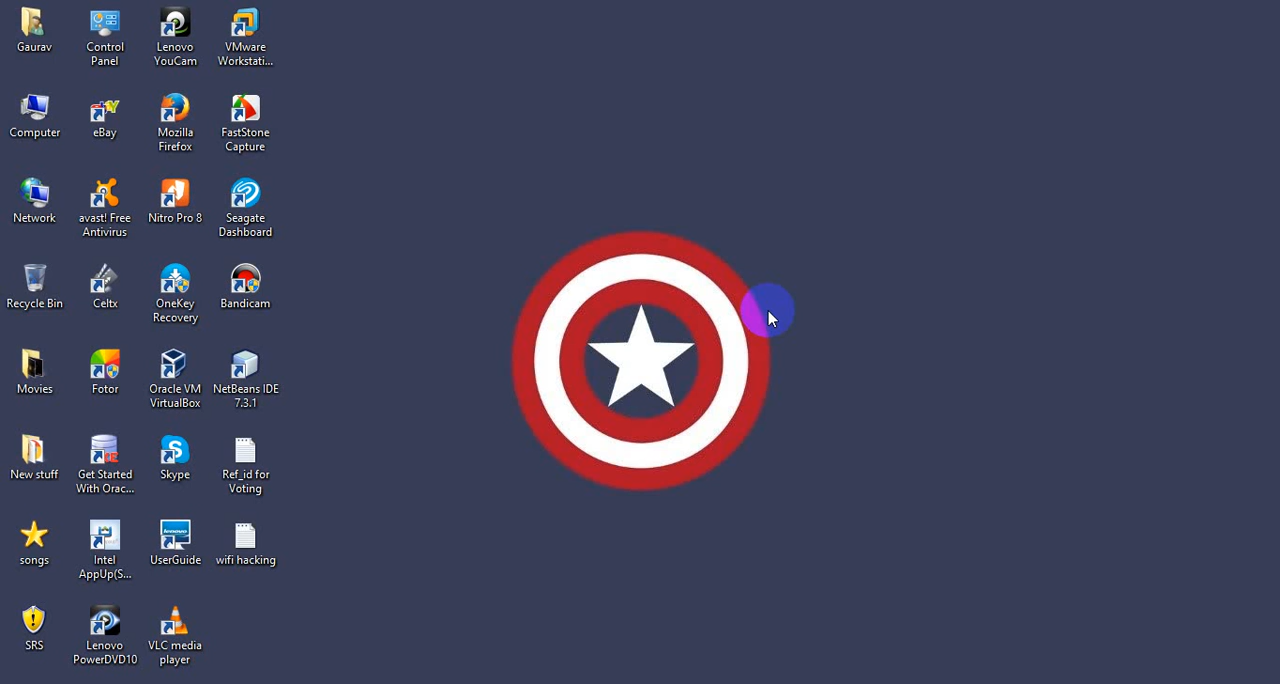 Gaurav
Control
Panel
Lenovo
YouCam
VMware
Workstati...
Computer
eBay
Mozilla
Firefox
FastStone
Capture
Network
avast! Free
Antivirus
Nitro Pro 8
Seagate
Dashboard
Recycle Bin
Celtx
OneKey
Recovery
Bandicam
Movies
Fotor
Oracle VM
VirtualBox
NetBeans IDE
7.3.1
New stuff
Get Started
With Orac...
Skype
Ref_id for
Voting
songs
Intel
AppUp(S...
UserGuide
wifi hacking
SRS
Lenovo
PowerDVD10
VLC media
player